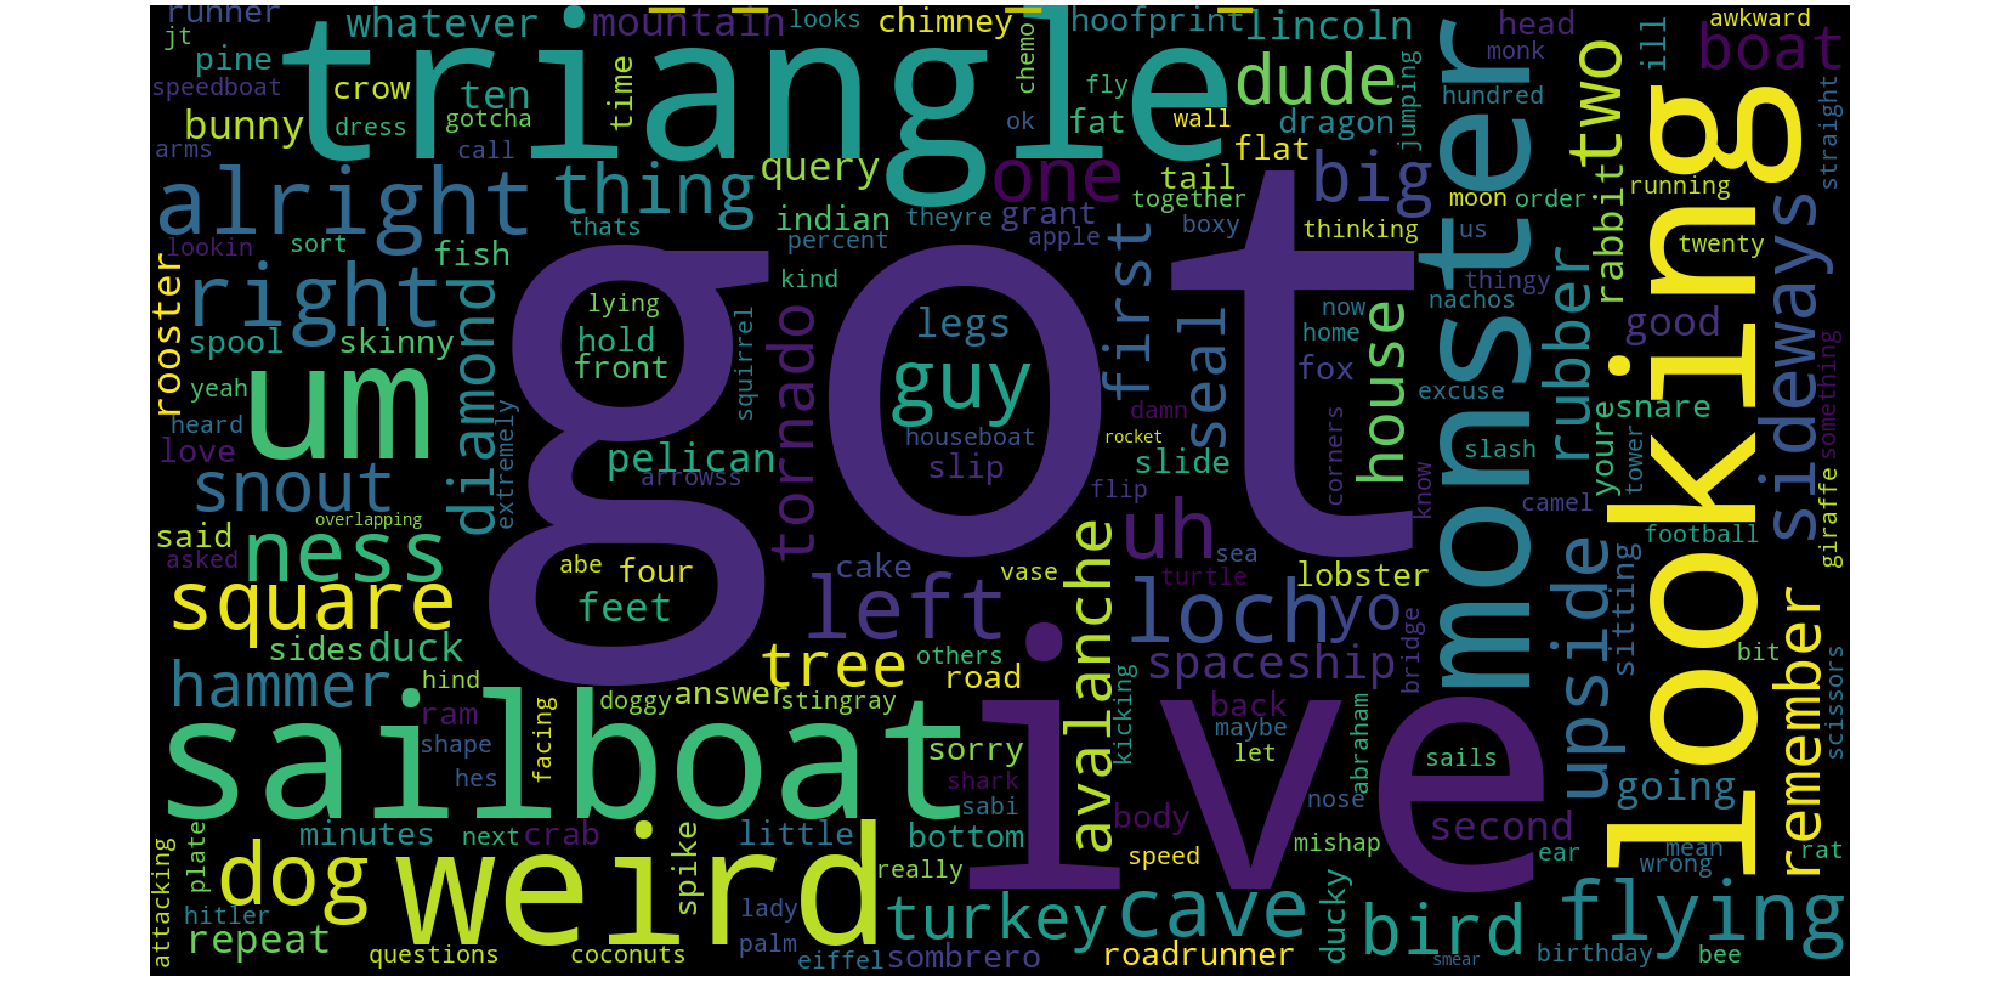 runner
whatever
mountain
looks
chimney
hoofprint
lincoln
head
awkward
jt
pine
triangle
chemo
dude
monk
ill
boat
speedboat
crow
ten
time
fly
jumping
hundred
two
bunny
dress
gotcha
ok
fat
wall
dragon
straight
arms
call
query
one
flat
big
monster
rabbit
looking
alright
thing
tail
together
moon
order
running
lookin
sort
thats
indian
theyre
grant
boxy
thinking
us
twenty
sideways
percent
apple
first
rooster
right
fish
diamond
got
kind
thingy
nachos
rubber
spool
skinny
lying
hold
front
squirrel
tornado
legs
guy
seal
now
home
fox
house
good
something
yeah
um
heard
love
excuse
youre
snare
damn
houseboat
rocket
corners
slash
tower
snout
extremely
pelican
arrowss
slip
slide
flip
know
camel
giraffe
said
overlapping
asked
ness
uh
sea
football
abe
four
feet
cake
vase
avalanche
turtle
lobster
upside
sitting
remember
square
left
loch
yo
bridge
sides
duck
tree
others
spaceship
bit
scissors
hammer
hind
doggy
answer
stingray
road
kicking
back
abraham
ram
facing
maybe
sailboat
shape
sorry
ive
let
sails
hes
shark
sabi
nose
going
minutes
next
crab
little
bottom
body
second
attacking
plate
dog
weird
spike
really
speed
mishap
ear
wrong
mean
rat
hitler
lady
turkey
cave
ducky
bird
flying
repeat
questions
coconuts
palm
eiffel
sombrero
roadrunner
smear
birthday
bee